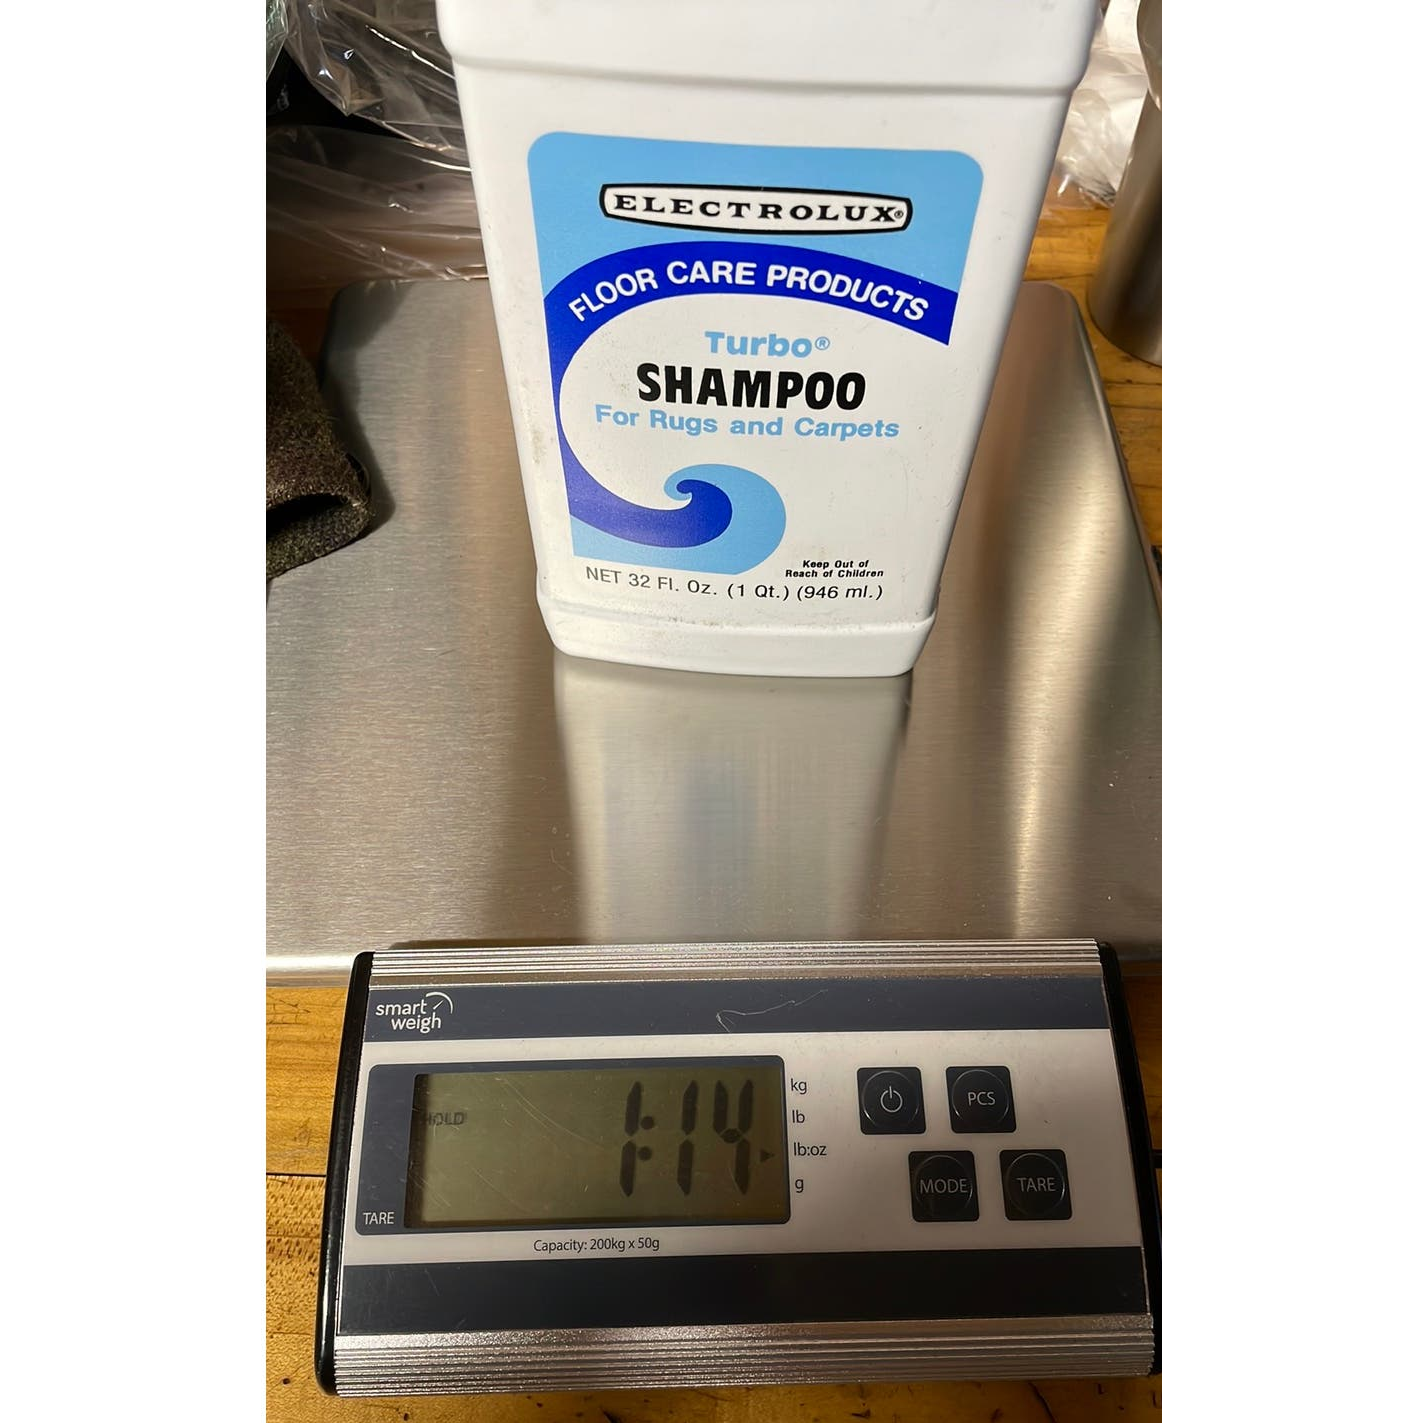 ELECTROLUX®
FLOOR CARE PRODUCTS
Turbo®
SHAMPOO
For Rugs and Carpets
Keep Out of
Reach of Children
NET 32 Fl. Oz. (1 Qt.) (946 ml.)
smart
weigh
HOLD
1:14
kg
lb
lb:oz
g
TARE
PCS
MODE
TARE
Capacity: 200kg x 50g